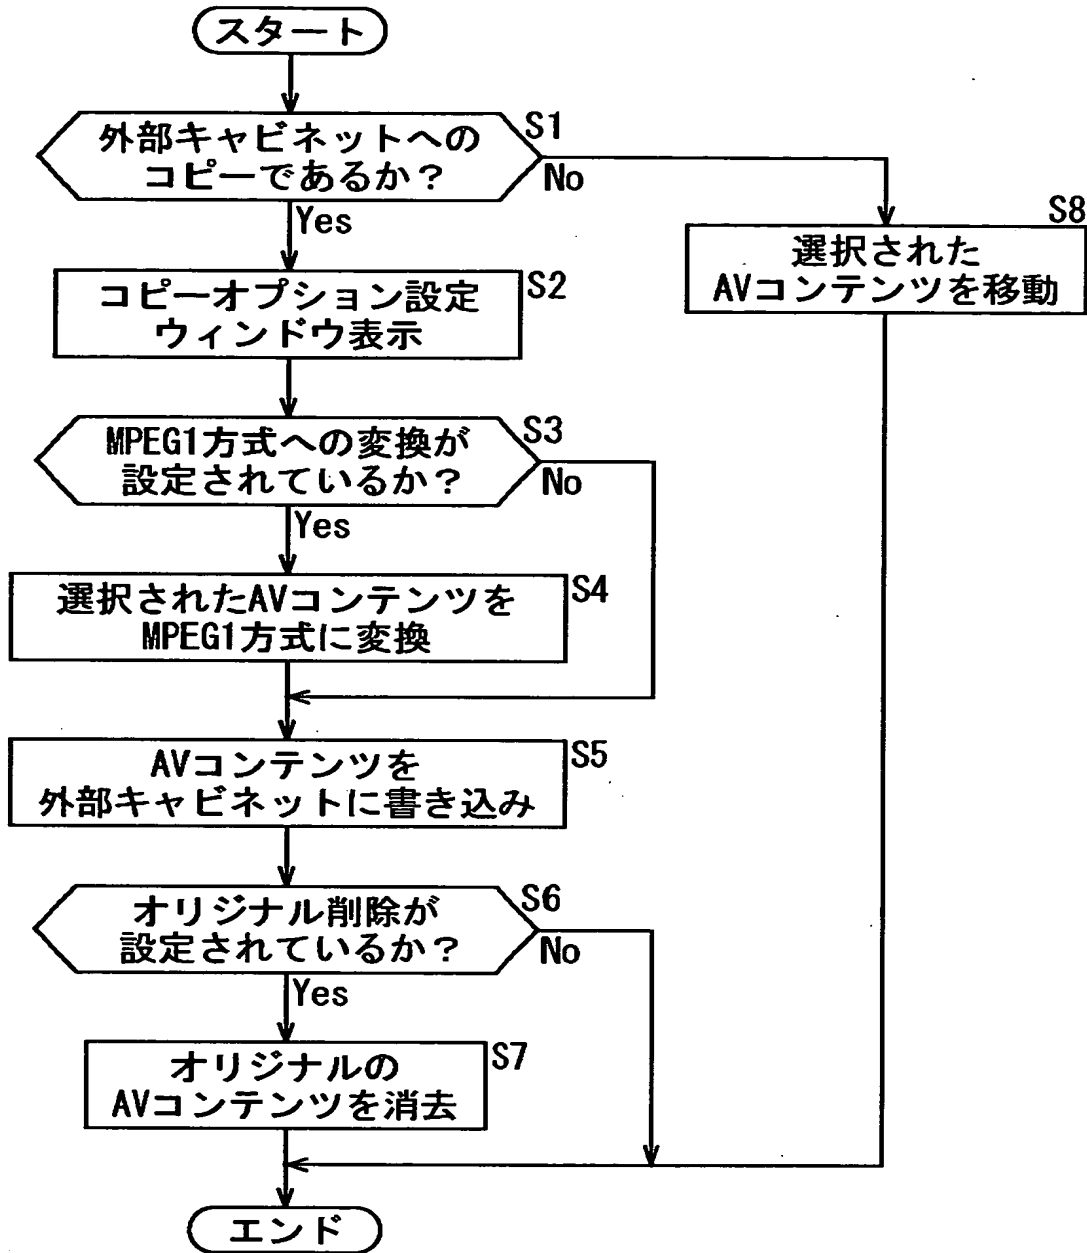 スタート
外部キャビネットへの
コピーであるか？
S1
No
Yes
S8
選択された
AVコンテンツを移動
コピーオプション設定
ウィンドウ表示
S2
MPEG1方式への変換が
設定されているか？
S3
No
Yes
選択されたAVコンテンツを
MPEG1方式に変換
S4
AVコンテンツを
外部キャビネットに書き込み
S5
オリジナル削除が
設定されているか？
S6
No
Yes
オリジナルの
AVコンテンツを消去
S7
エンド